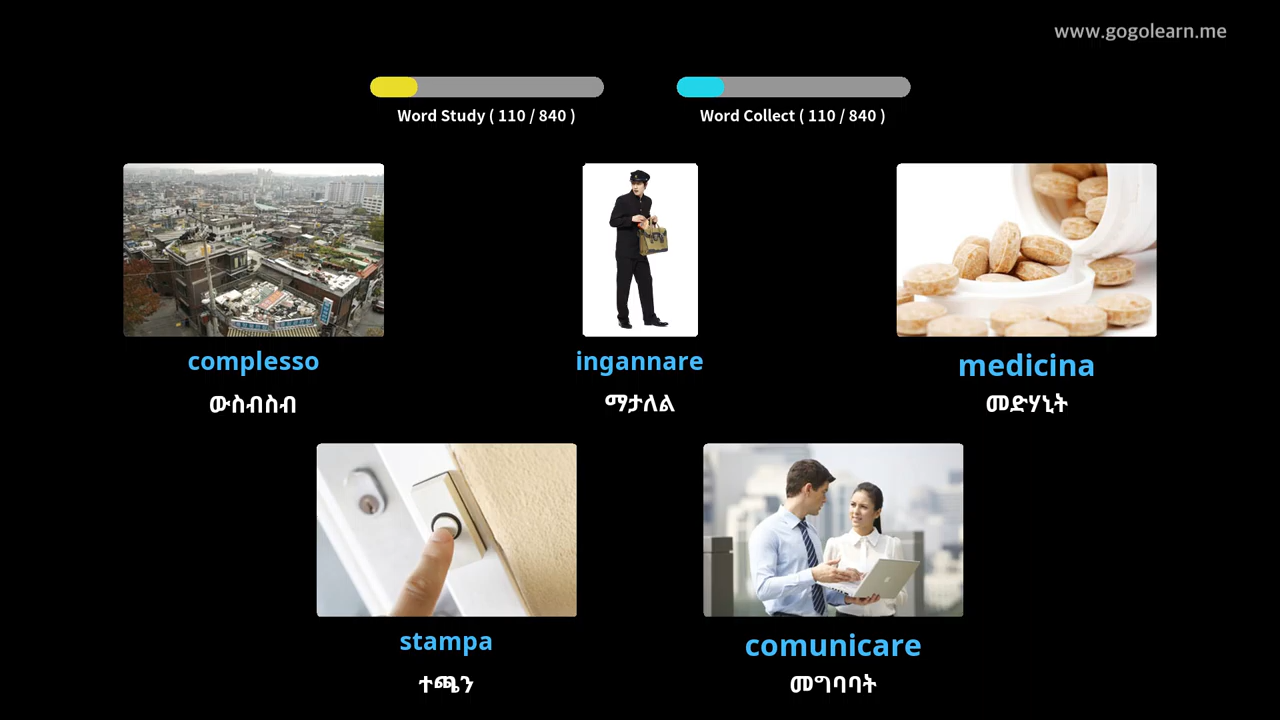 www.gogolearn.me
Word Study ( 110 / 840 )
Word Collect ( 110 / 840 )
complesso
ውስብስብ
ingannare
ማታለል
medicina
መድሃኒት
stampa
ተጫን
comunicare
መግባባት